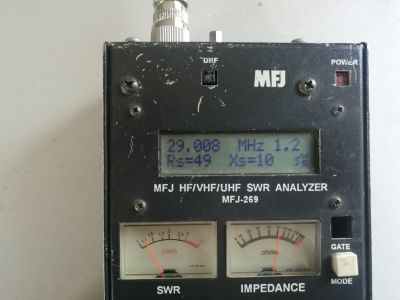 UHF
MFJ
POWER
29.008 MHz 1.2
Rs=49 Xs=10 SWR
MFJ HF/VHF/UHF SWR ANALYZER
MFJ-269
SWR
ohms
GATE
MODE
SWR
IMPEDANCE